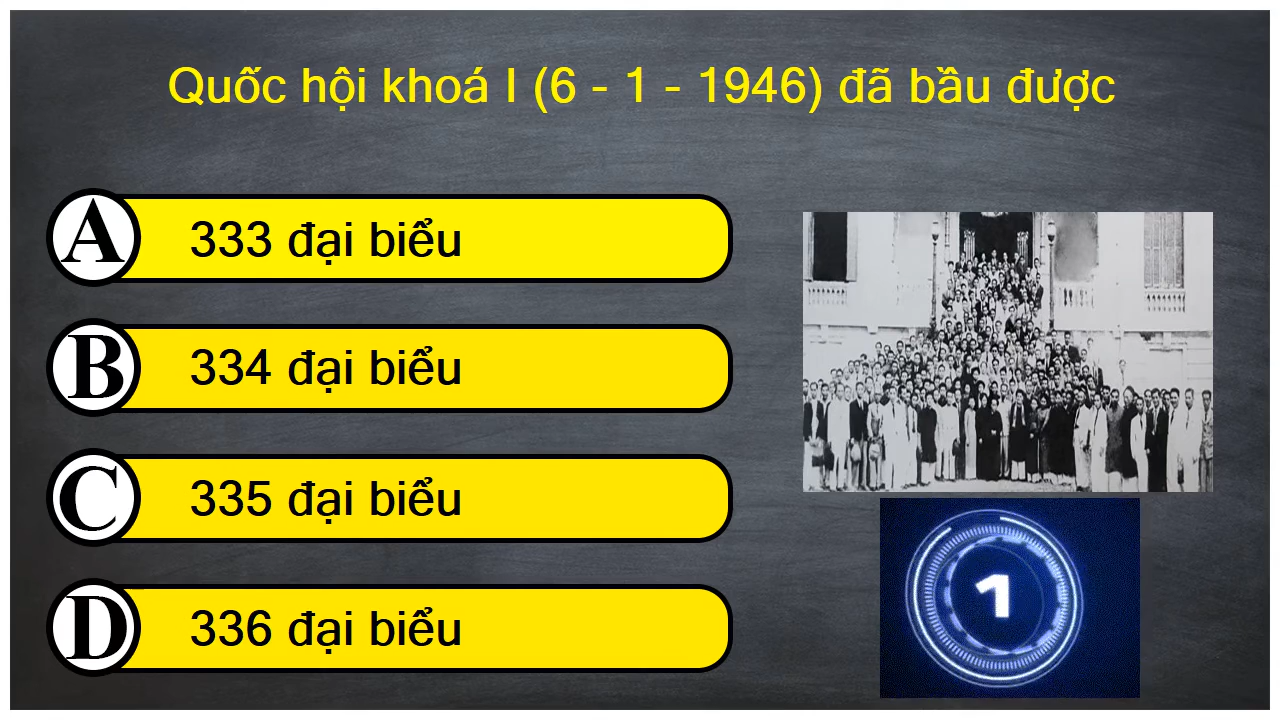 Quốc hội khoá I (6 - 1 - 1946) đã bầu được
A 333 đại biểu
B 334 đại biểu
C 335 đại biểu
D 336 đại biểu
1